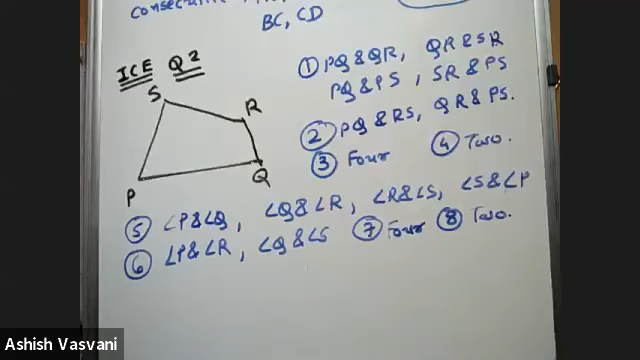 BC, CD
ICE Q2
① PQ & QR, QR & SR
PQ & PS, SR & PS
② PQ & RS, QR & PS.
③ Four ④ Two.
S
R
P
Q
⑤ ∠P & ∠Q, ∠Q & ∠R, ∠R & ∠S, ∠S & ∠P
⑥ ∠P & ∠R, ∠Q & ∠S ⑦ Four ⑧ Two.
Ashish Vasvani